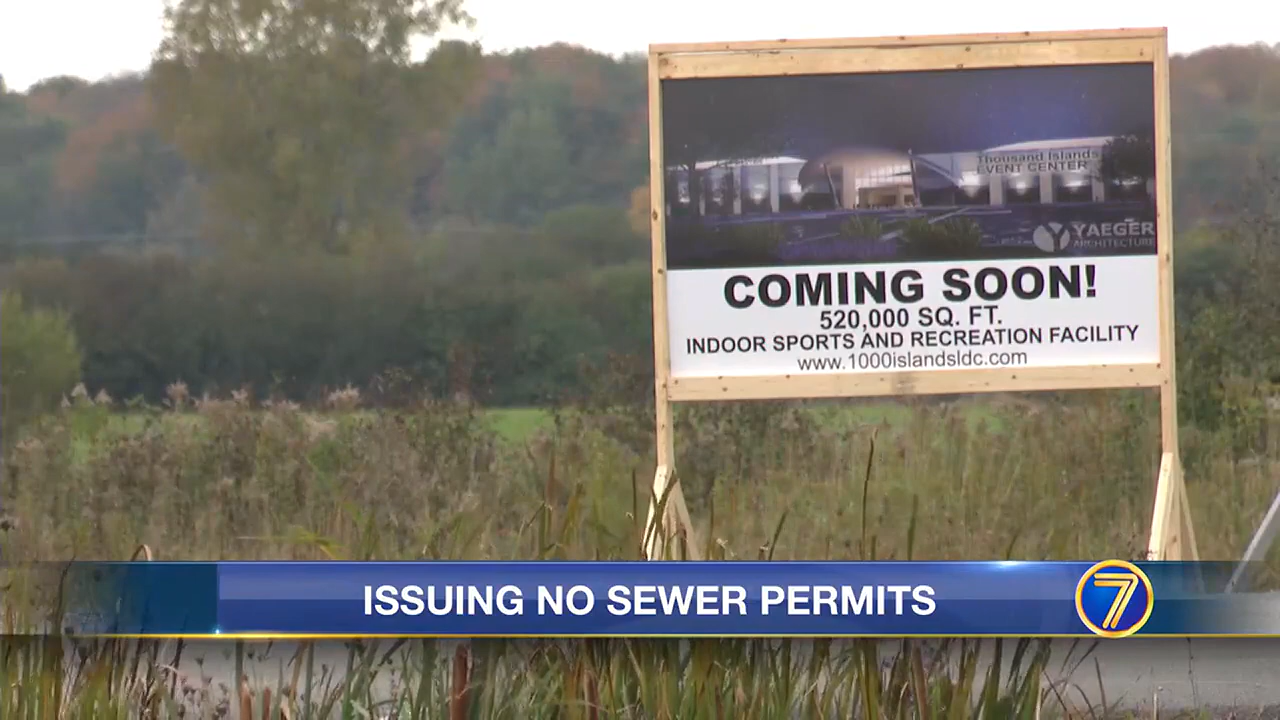 Thousand Islands
EVENT CENTER
YAEGER
ARCHITECTURE
COMING SOON!
520,000 SQ. FT.
INDOOR SPORTS AND RECREATION FACILITY
www.1000islandsldc.com
ISSUING NO SEWER PERMITS
7